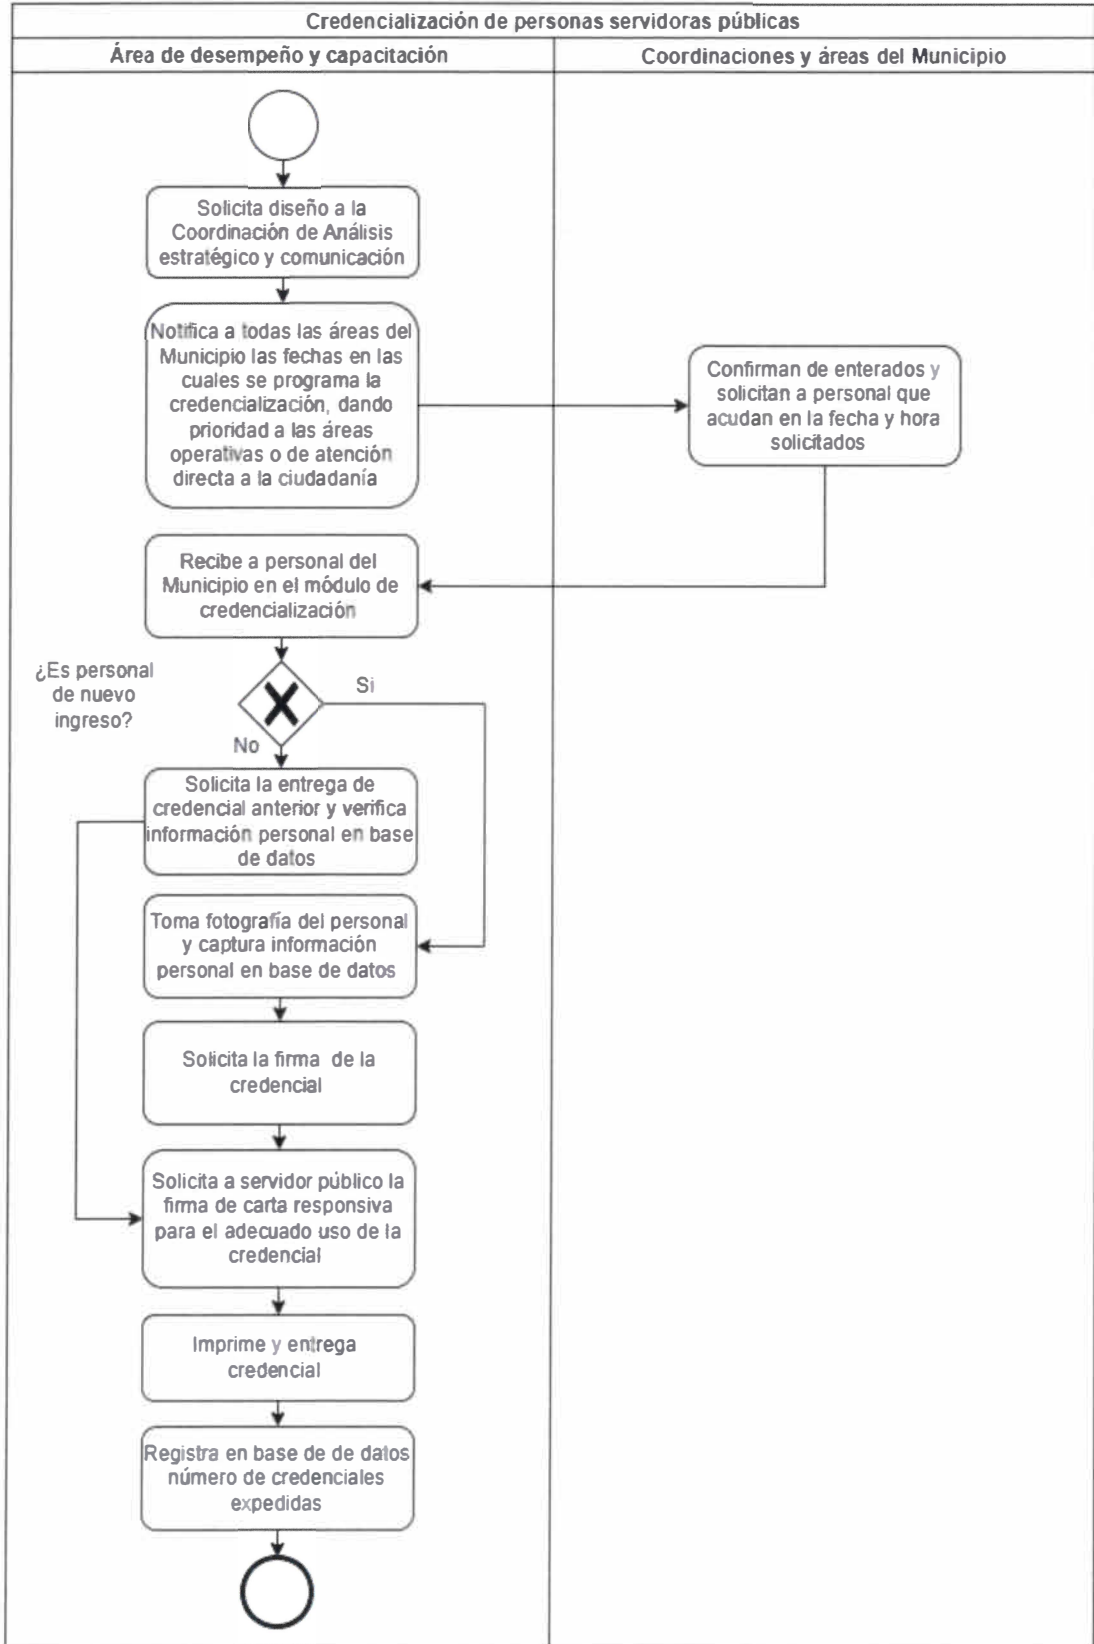 Credencialización de personas servidoras públicas
Área de desempeño y capacitación
Coordinaciones y áreas del Municipio
Solicita diseño a la
Coordinación de Análisis
estratégico y comunicación
Notifica a todas las áreas del
Municipio las fechas en las
cuales se programa la
credencialización, dando
prioridad a las áreas
operativas o de atención
directa a la ciudadanía
Confirman de enterados y
solicitan a personal que
acudan en la fecha y hora
solicitados
Recibe a personal del
Municipio en el módulo de
credencialización
¿Es personal
de nuevo
ingreso?
Si
No
Solicita la entrega de
credencial anterior y verifica
información personal en base
de datos
Toma fotografía del personal
y captura información
personal en base de datos
Solicita la firma de la
credencial
Solicita a servidor público la
firma de carta responsiva
para el adecuado uso de la
credencial
Imprime y entrega
credencial
Registra en base de de datos
número de credenciales
expedidas